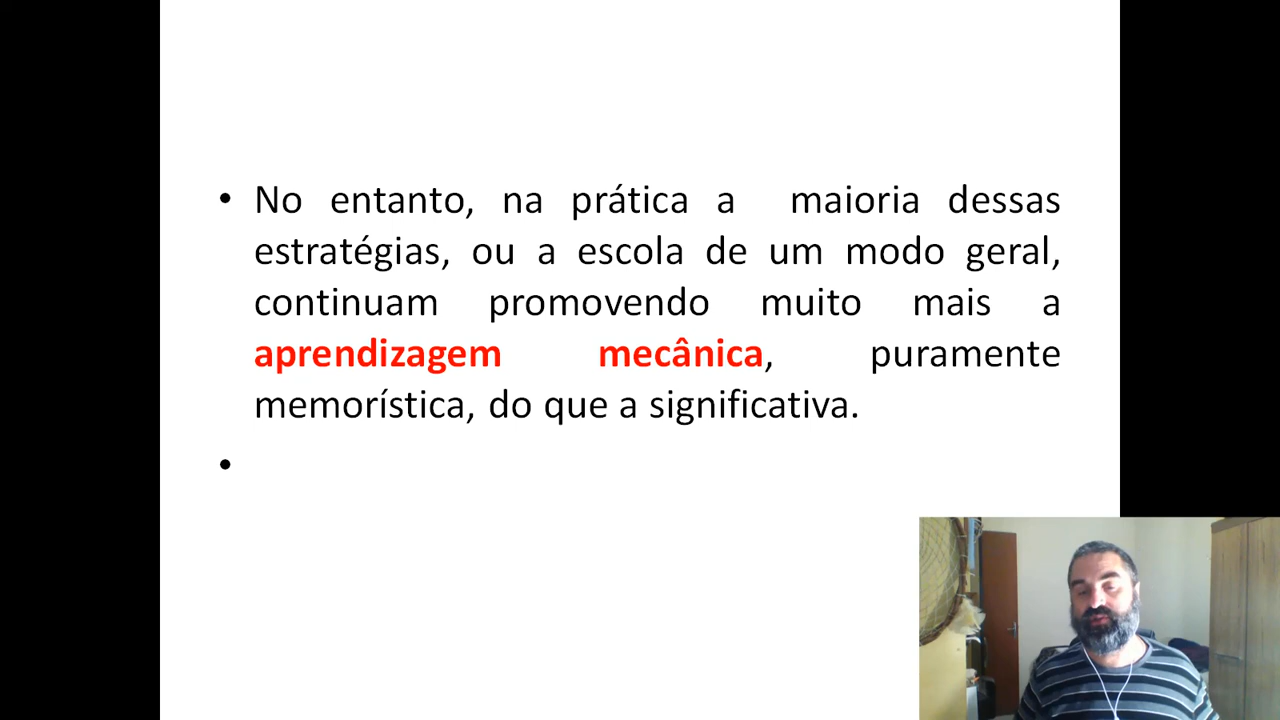 • No entanto, na prática a maioria dessas
estratégias, ou a escola de um modo geral,
continuam promovendo muito mais a
aprendizagem mecânica, puramente
memorística, do que a significativa.
•